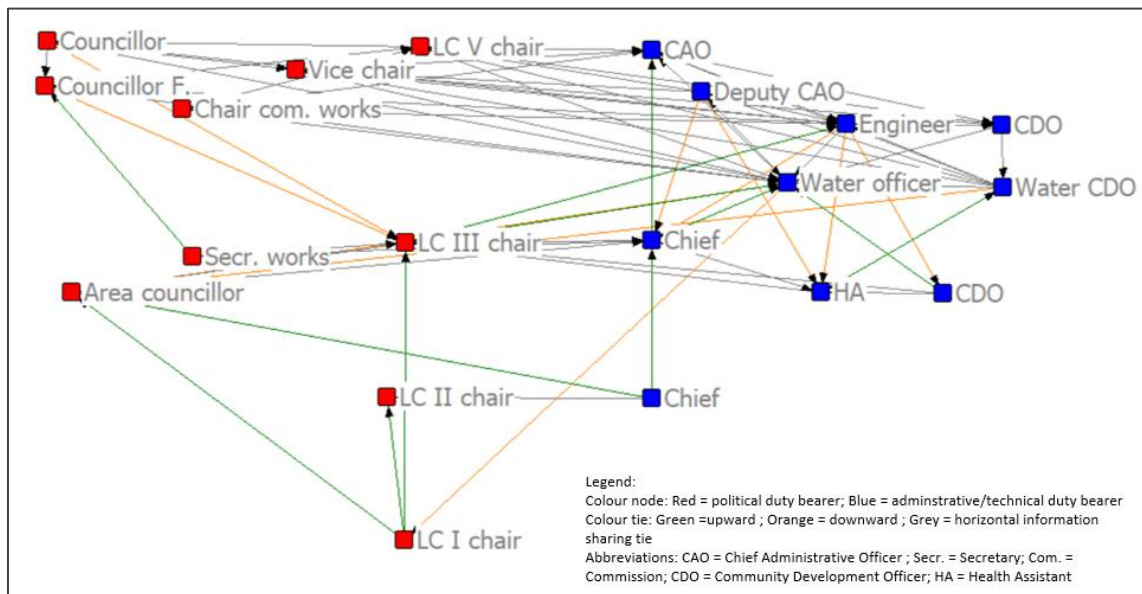 Councillor
LC V chair
CAO
Vice chair
Councillor F.
Deputy CAO
Chair com. works
Engineer
CDO
Water officer
Water CDO
LC III chair
Chief
Secr. works
Area councillor
HA
CDO
LC II chair
Chief
LC I chair
Legend:
Colour node: Red = political duty bearer; Blue = adminstrative/technical duty bearer
Colour tie: Green =upward ; Orange = downward ; Grey = horizontal information
sharing tie
Abbreviations: CAO = Chief Administrative Officer ; Secr. = Secretary; Com. =
Commission; CDO = Community Development Officer; HA = Health Assistant